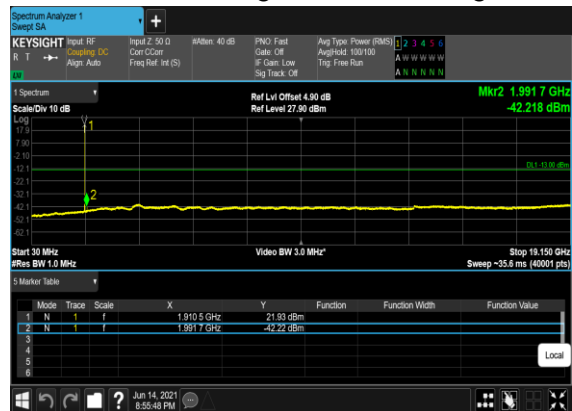 Spectrum Analyzer 1
Swept SA
+
KEYSIGHT
R T
LW
Input: RF
Coupling: DC
Align: Auto
Input Z: 50 Ω
Corr CCorr
Freq Ref: Int (S)
#Atten: 40 dB
PNO: Fast
Gate: Off
IF Gain: Low
Sig Track: Off
Avg Type: Power (RMS)
Avg|Hold: 100/100
Trig: Free Run
1 2 3 4 5 6
A W W W W W
A N N N N N
1 Spectrum
Scale/Div 10 dB
Ref Lvl Offset 4.90 dB
Ref Level 27.90 dBm
Mkr2 1.991 7 GHz
-42.218 dBm
Log
17.9
7.90
-2.10
-12.1
-22.1
-32.1
-42.1
-52.1
-62.1
1
2
DL1 -13.00 dBm
Start 30 MHz
#Res BW 1.0 MHz
Video BW 3.0 MHz*
Stop 19.150 GHz
Sweep ~35.6 ms (40001 pts)
5 Marker Table
Mode Trace Scale X Y Function Function Width Function Value
1 N 1 f 1.910 5 GHz 21.93 dBm
2 N 1 f 1.991 7 GHz -42.22 dBm
3
4
5
6
Local
?
Jun 14, 2021
8:55:48 PM